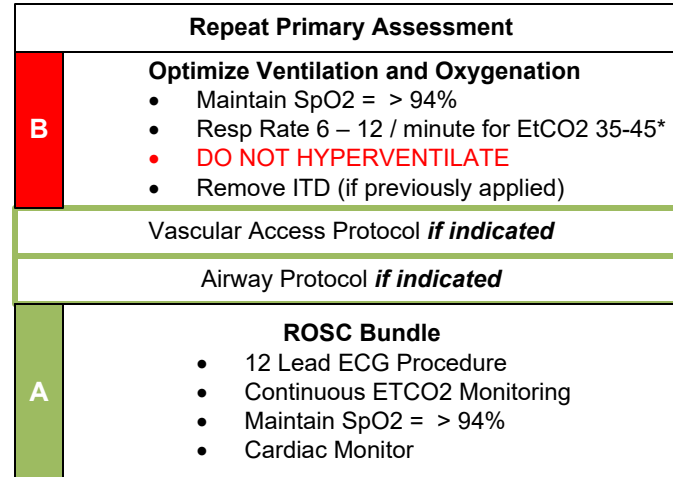 Repeat Primary Assessment
B
Optimize Ventilation and Oxygenation
• Maintain SpO2 = > 94%
• Resp Rate 6 – 12 / minute for EtCO2 35-45*
• DO NOT HYPERVENTILATE
• Remove ITD (if previously applied)
Vascular Access Protocol if indicated
Airway Protocol if indicated
A
ROSC Bundle
• 12 Lead ECG Procedure
• Continuous ETCO2 Monitoring
• Maintain SpO2 = > 94%
• Cardiac Monitor